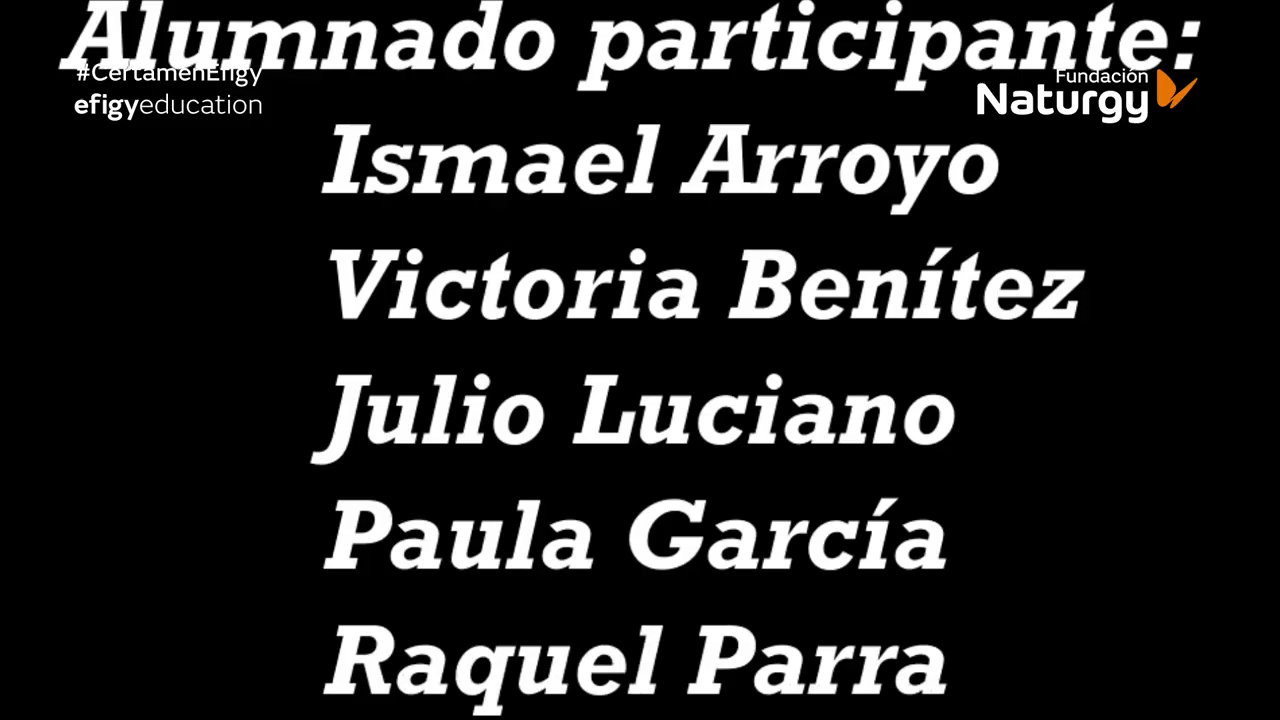 Alumnado participante:
#CertamenEfigy
efigyeducation
Fundación
Naturgy
Ismael Arroyo
Victoria Benítez
Julio Luciano
Paula García
Raquel Parra